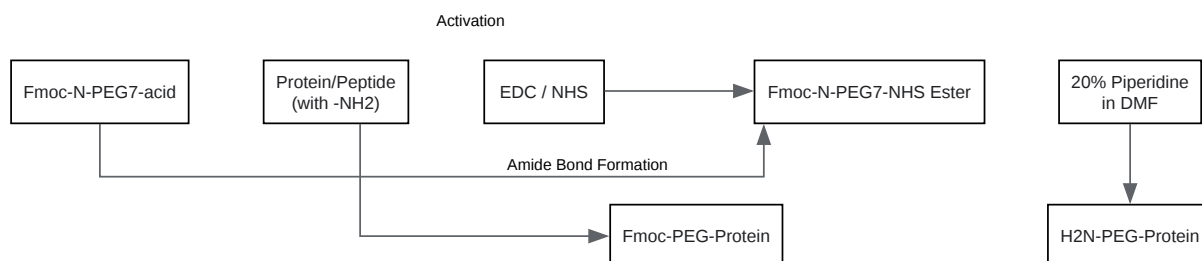 Activation
Fmoc-N-PEG7-acid
Protein/Peptide
(with -NH2)
EDC / NHS
Fmoc-N-PEG7-NHS Ester
20% Piperidine
in DMF
Amide Bond Formation
Fmoc-PEG-Protein
H2N-PEG-Protein